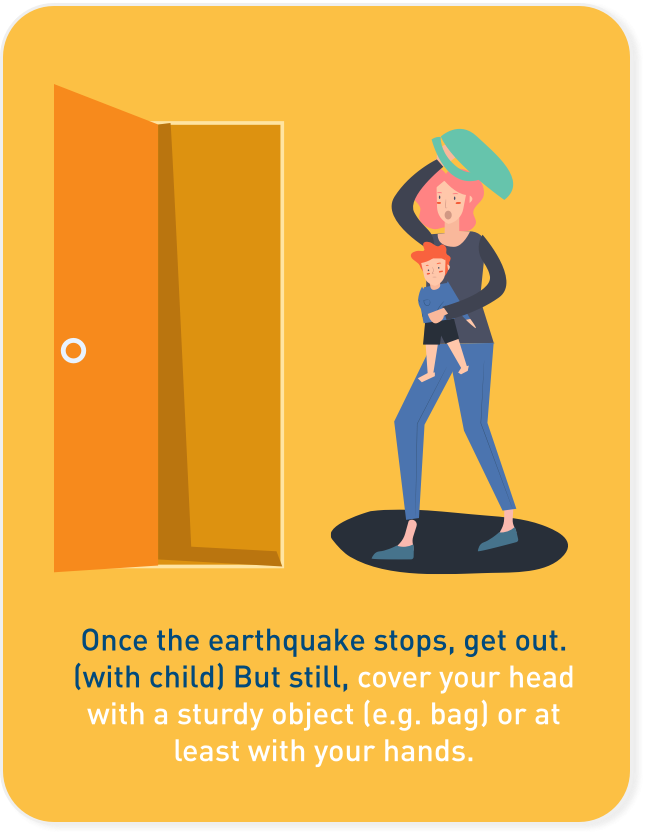 Once the earthquake stops, get out.
(with child) But still, cover your head
with a sturdy object (e.g. bag) or at
least with your hands.